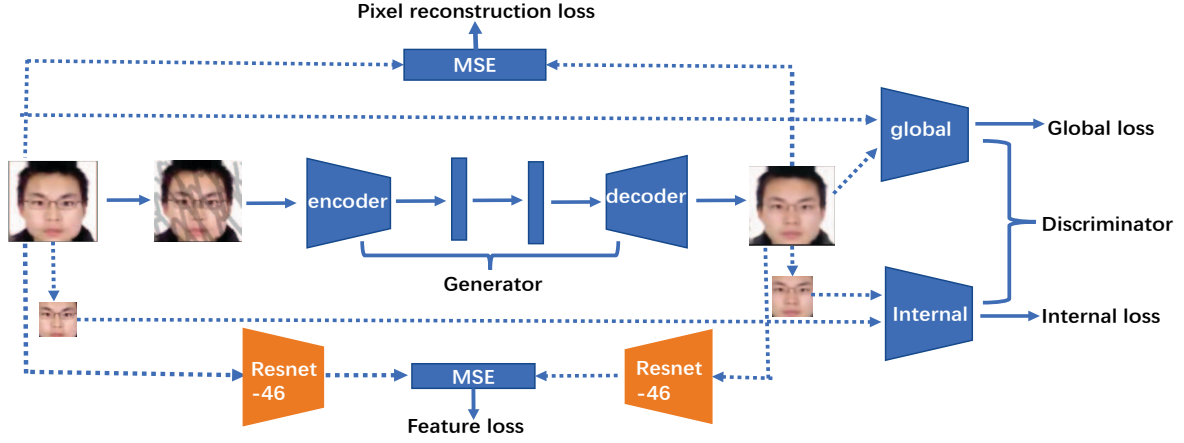 Pixel reconstruction loss
MSE
global
Global loss
encoder
decoder
Discriminator
Generator
Internal
Internal loss
Resnet
-46
MSE
Resnet
-46
Feature loss